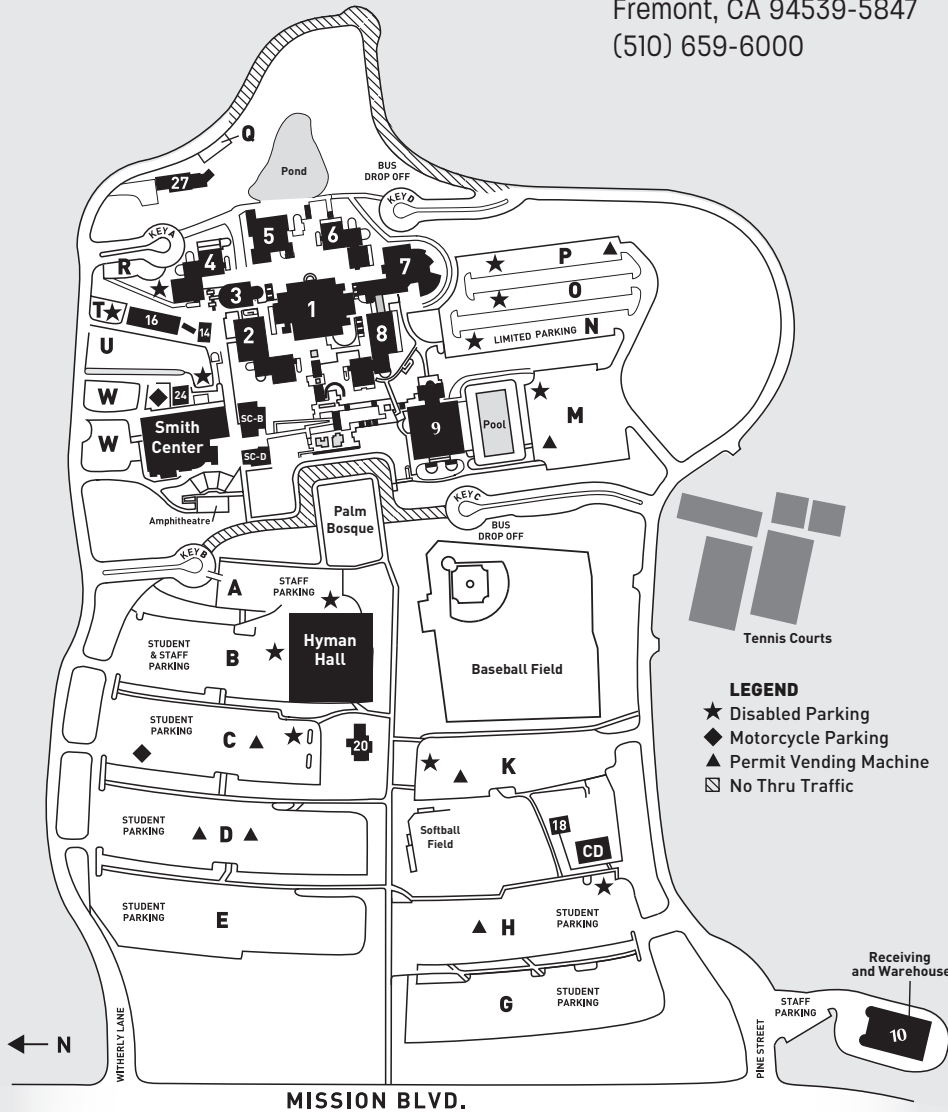 Fremont, CA 94539-5847
(510) 659-6000
Q
27
Pond
BUS
DROP OFF
KEY D
KEY A
5
6
4
7
R
P
3
1
O
T
16
14
2
8
LIMITED PARKING
N
U
W
24
SC-B
9
Pool
M
Smith
Center
W
SC-D
KEY C
Amphitheatre
Palm
Bosque
BUS
DROP OFF
KEY B
A
STAFF
PARKING
Tennis Courts
STUDENT
& STAFF
PARKING
B
Hyman
Hall
Baseball Field
LEGEND
Disabled Parking
Motorcycle Parking
Permit Vending Machine
No Thru Traffic
STUDENT
PARKING
C
20
K
STUDENT
PARKING
D
Softball
Field
18
CD
STUDENT
PARKING
E
H
STUDENT
PARKING
G
STUDENT
PARKING
Receiving
and Warehouse
STAFF
PARKING
10
N
WITHERLY LANE
PINE STREET
MISSION BLVD.